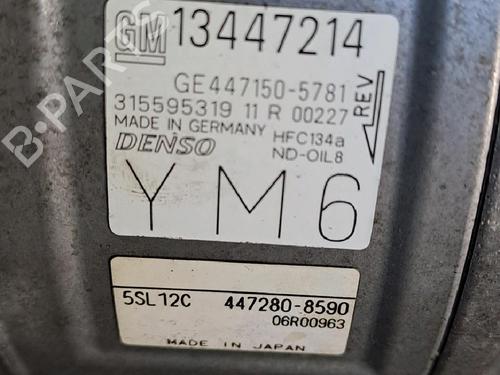 GM 13447214
GE447150-5781
315595319 11 R 00227
REV
MADE IN GERMANY HFC134a
DENSO ND-OIL8
YM6
5SL12C 447280-8590
06R00963
MADE IN JAPAN